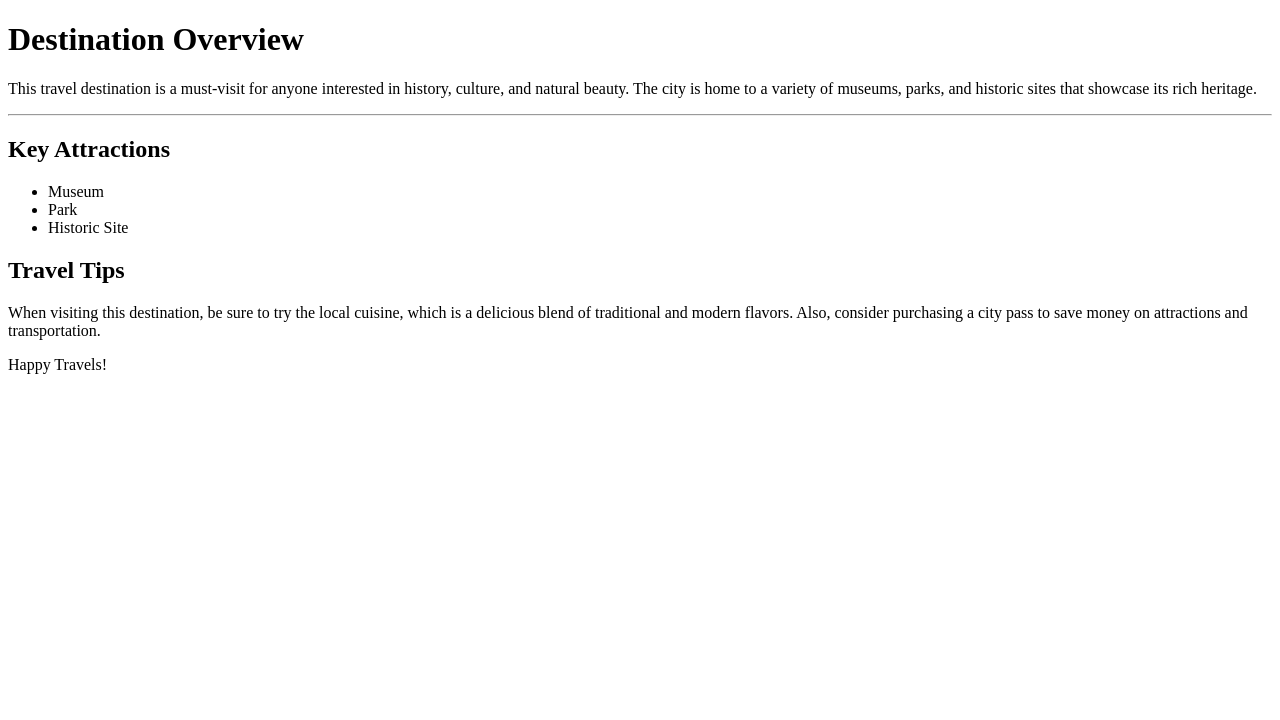 Destination Overview
This travel destination is a must-visit for anyone interested in history, culture, and natural beauty. The city is home to a variety of museums, parks, and historic sites that showcase its rich heritage.
Key Attractions
Museum
Park
Historic Site
Travel Tips
When visiting this destination, be sure to try the local cuisine, which is a delicious blend of traditional and modern flavors. Also, consider purchasing a city pass to save money on attractions and
transportation.
Happy Travels!